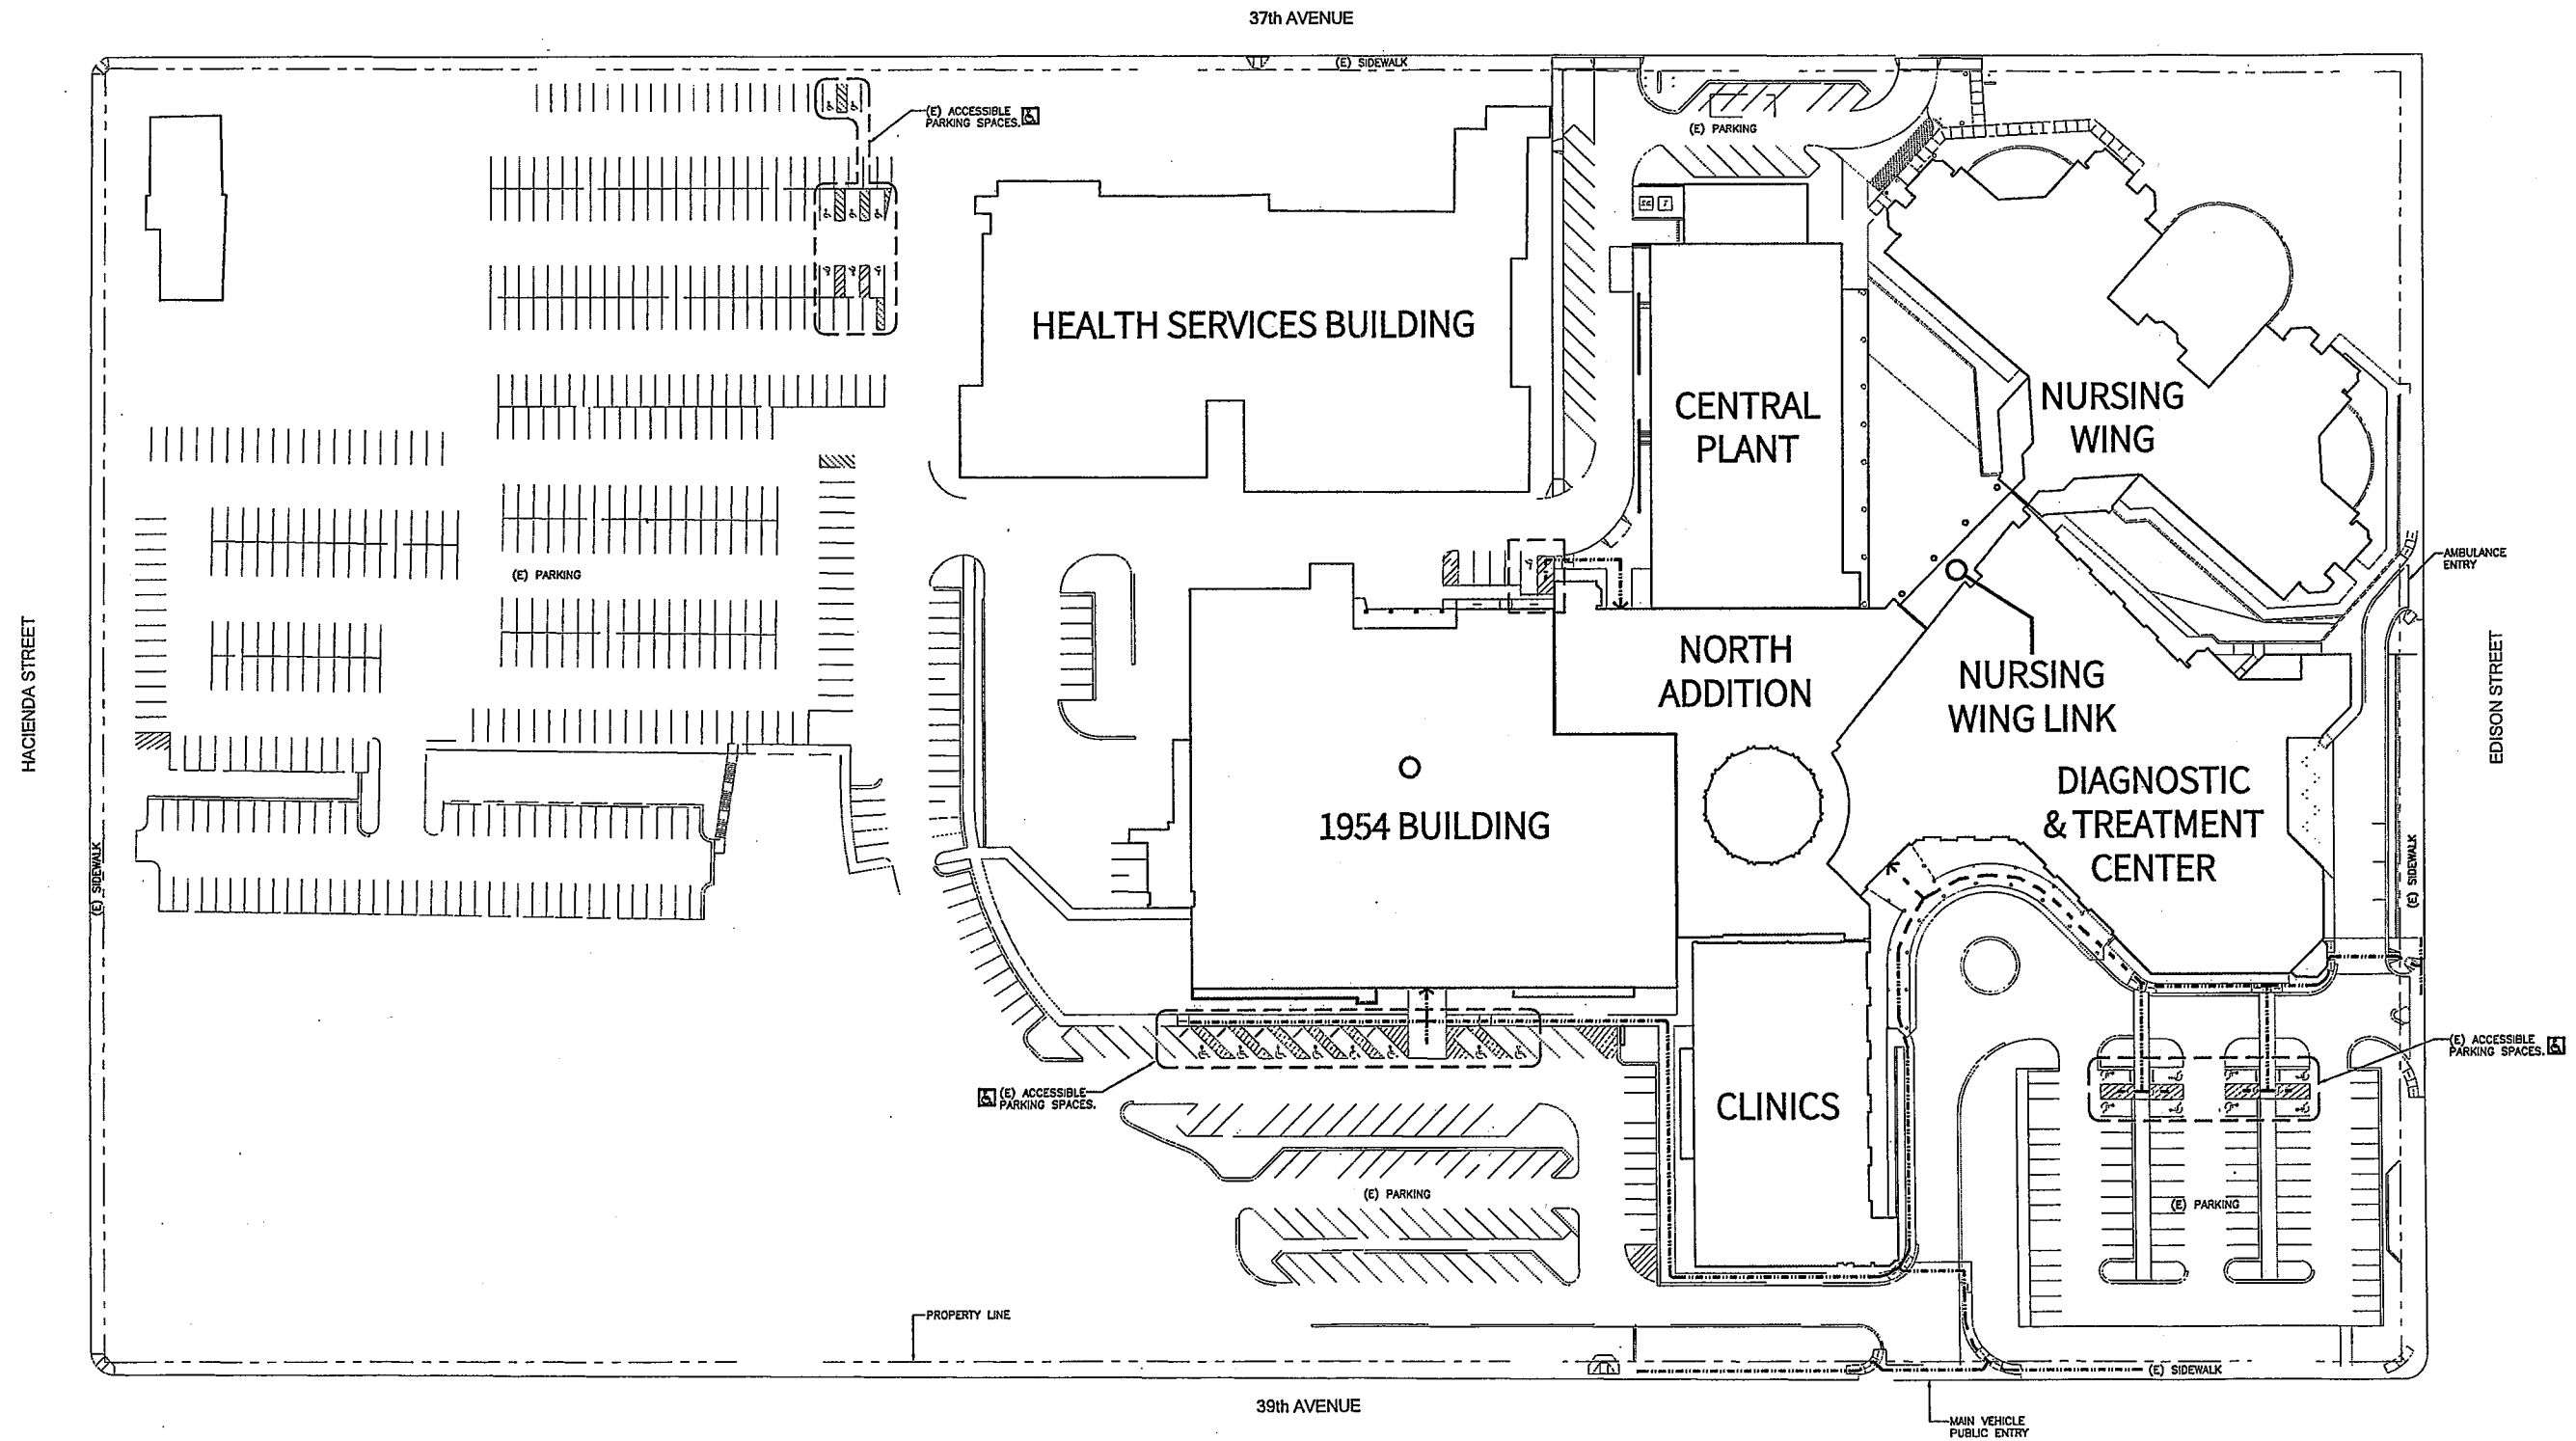 37th AVENUE
(E) SIDEWALK
(E) ACCESSIBLE
PARKING SPACES.
(E) PARKING
HEALTH SERVICES BUILDING
CENTRAL
PLANT
NURSING
WING
AMBULANCE
ENTRY
(E) PARKING
HACIENDA STREET
NORTH
ADDITION
NURSING
WING LINK
EDISON STREET
1954 BUILDING
DIAGNOSTIC
& TREATMENT
CENTER
(E) SIDEWALK
(E) SIDEWALK
(E) ACCESSIBLE
PARKING SPACES.
(E) ACCESSIBLE
PARKING SPACES.
CLINICS
(E) PARKING
(E) PARKING
PROPERTY LINE
(E) SIDEWALK
39th AVENUE
MAIN VEHICLE
PUBLIC ENTRY